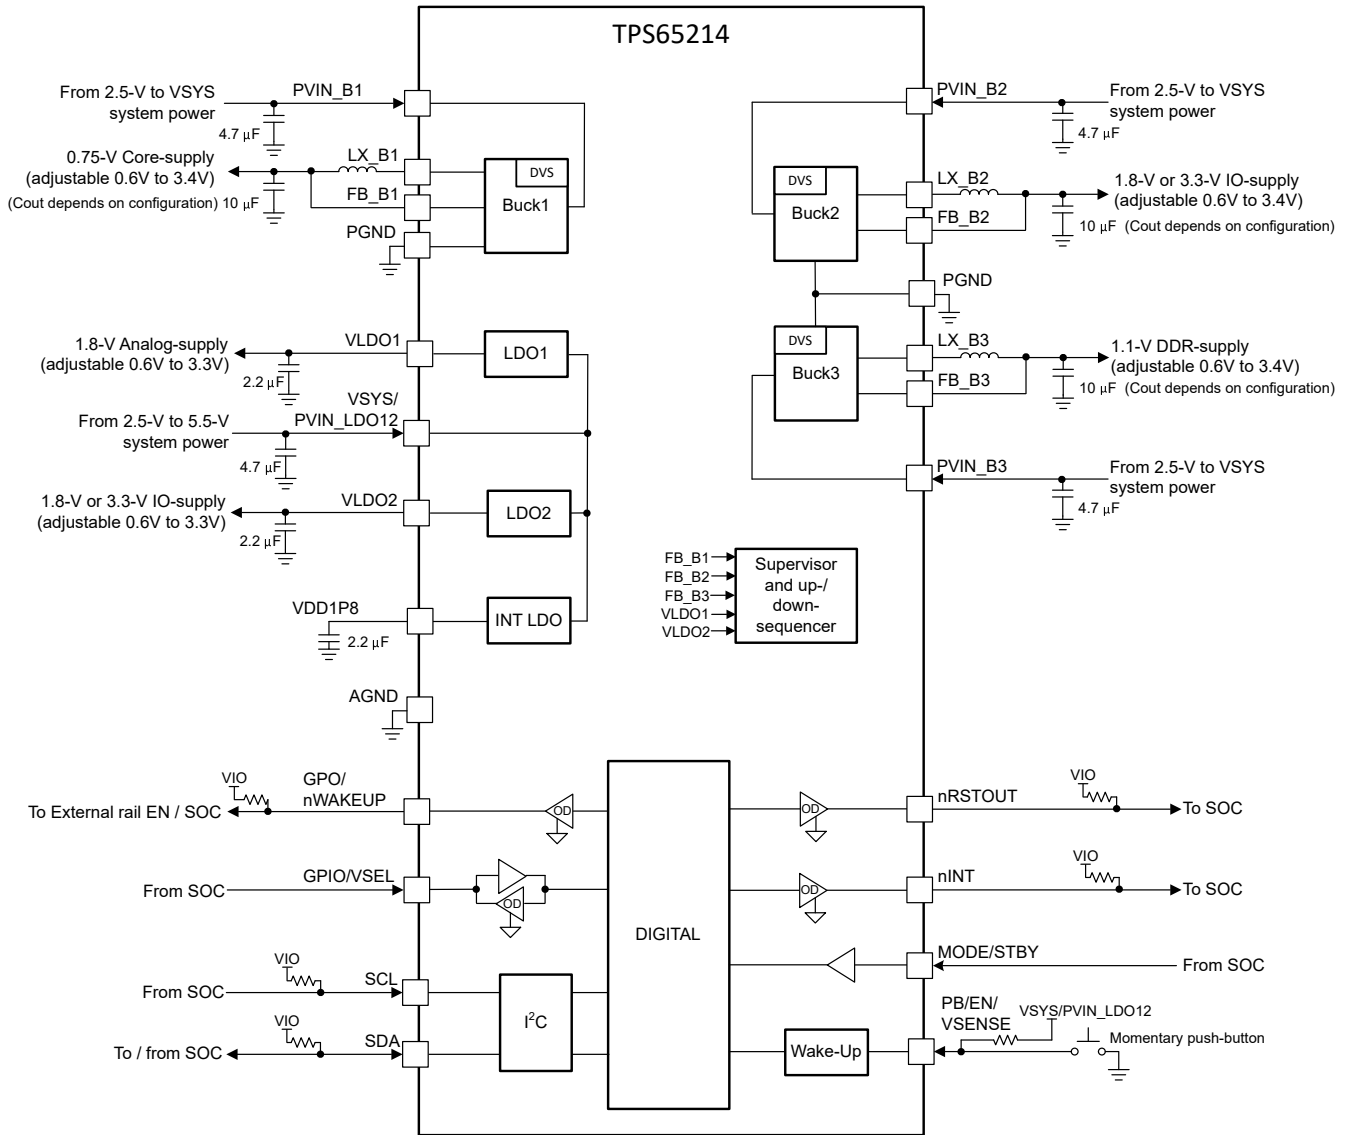 TPS65214
From 2.5-V to VSYS
system power
PVIN_B1
4.7 μF
0.75-V Core-supply
(adjustable 0.6V to 3.4V)
(Cout depends on configuration) 10 μF
LX_B1
FB_B1
PGND
DVS
Buck1
PVIN_B2
From 2.5-V to VSYS
system power
4.7 μF
DVS
Buck2
LX_B2
FB_B2
1.8-V or 3.3-V IO-supply
(adjustable 0.6V to 3.4V)
10 μF (Cout depends on configuration)
PGND
DVS
Buck3
LX_B3
FB_B3
1.1-V DDR-supply
(adjustable 0.6V to 3.4V)
10 μF (Cout depends on configuration)
PVIN_B3
From 2.5-V to VSYS
system power
4.7 μF
1.8-V Analog-supply
(adjustable 0.6V to 3.3V)
VLDO1
2.2 μF
LDO1
From 2.5-V to 5.5-V
system power
VSYS/
PVIN_LDO12
4.7 μF
1.8-V or 3.3-V IO-supply
(adjustable 0.6V to 3.3V)
VLDO2
2.2 μF
LDO2
VDD1P8
2.2 μF
INT LDO
FB_B1
FB_B2
FB_B3
VLDO1
VLDO2
Supervisor
and up-/
down-
sequencer
AGND
VIO
GPO/
nWAKEUP
To External rail EN / SOC
OD
From SOC
GPIO/VSEL
OD
VIO
From SOC
SCL
VIO
To / from SOC
SDA
I²C
DIGITAL
OD
nRSTOUT
VIO
To SOC
OD
nINT
VIO
To SOC
MODE/STBY
From SOC
Wake-Up
PB/EN/
VSENSE
VSYS/PVIN_LDO12
Momentary push-button